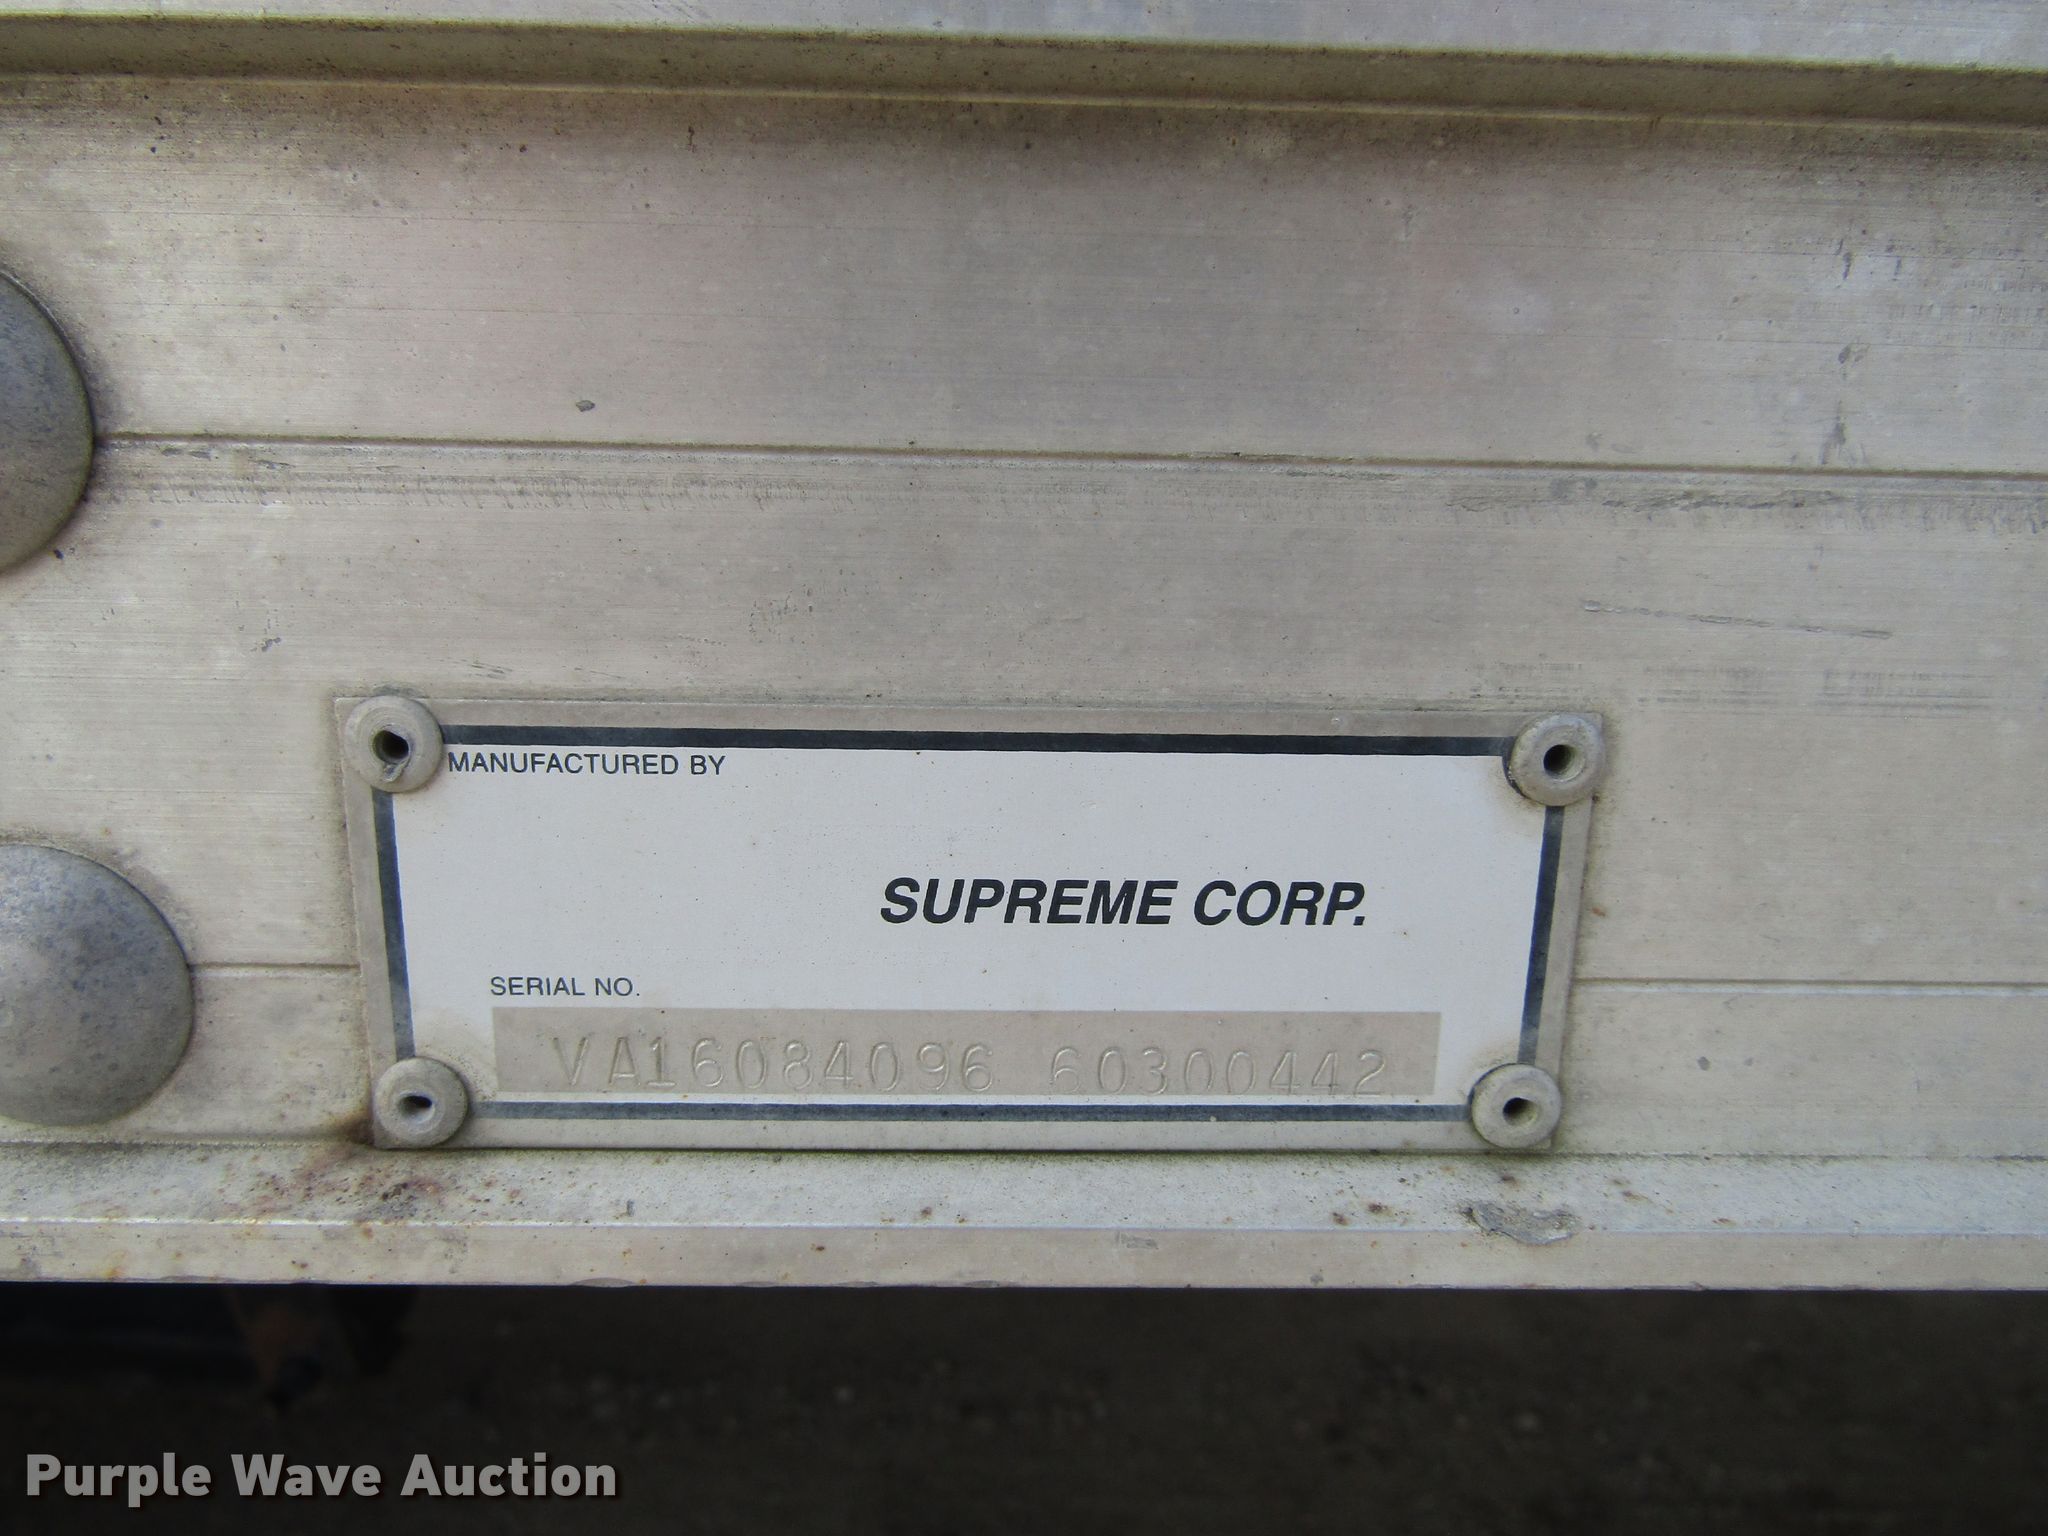 MANUFACTURED BY
SUPREME CORP.
SERIAL NO.
VA16084096 60300442
Purple Wave Auction